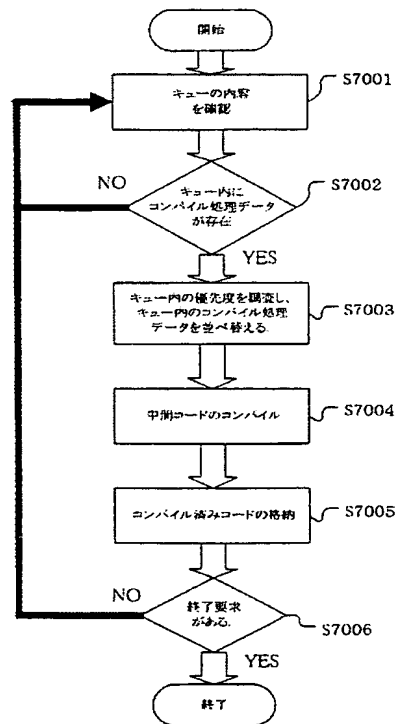 開始
キューの内容
を確認
S7001
NO
キュー内に
コンパイル処理データ
が存在
S7002
YES
キュー内の優先度を調査し、
キュー内のコンパイル処理
データを並べ替える
S7003
中間コードのコンパイル
S7004
コンパイル済みコードの格納
S7005
NO
終了要求
がある
S7006
YES
終了